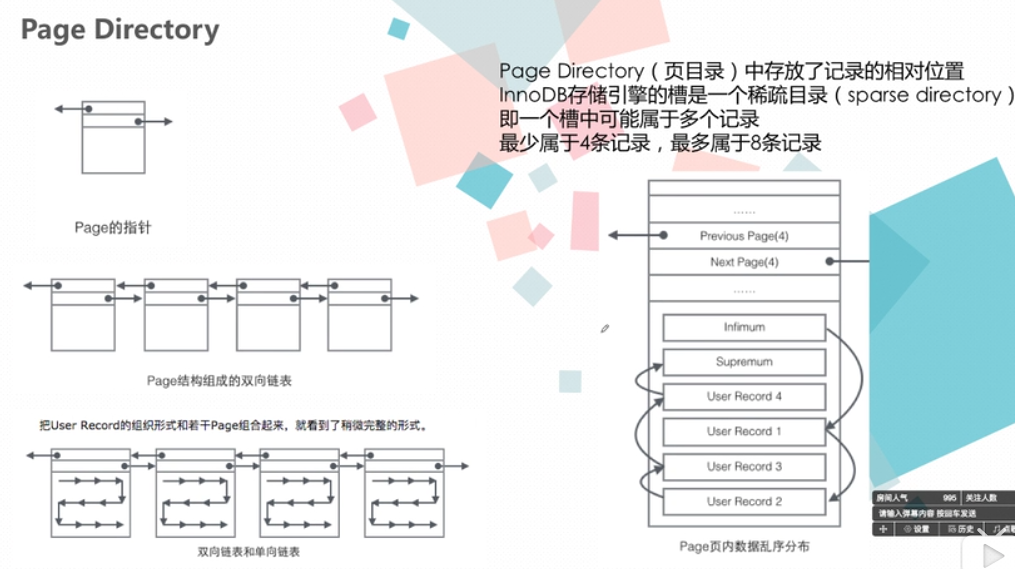 Page Directory
Page Directory（页目录）中存放了记录的相对位置
InnoDB存储引擎的槽是一个稀疏目录（sparse directory）
即一个槽中可能属于多个记录
最少属于4条记录，最多属于8条记录
Page的指针
Page结构组成的双向链表
把User Record的组织形式和若干Page组合起来，就看到了稍微完整的形式。
双向链表和单向链表
......
Previous Page(4)
Next Page(4)
......
Infimum
Supremum
User Record 4
User Record 1
User Record 3
User Record 2
Page页内数据乱序分布
房间人气 995 关注人数
请输入弹幕内容 按回车发送
设置 历史